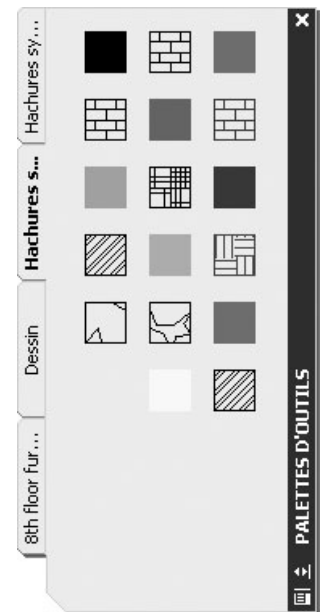 Hachures sy...
Hachures s...
Dessin
8th floor fur...
PALETTES D'OUTILS